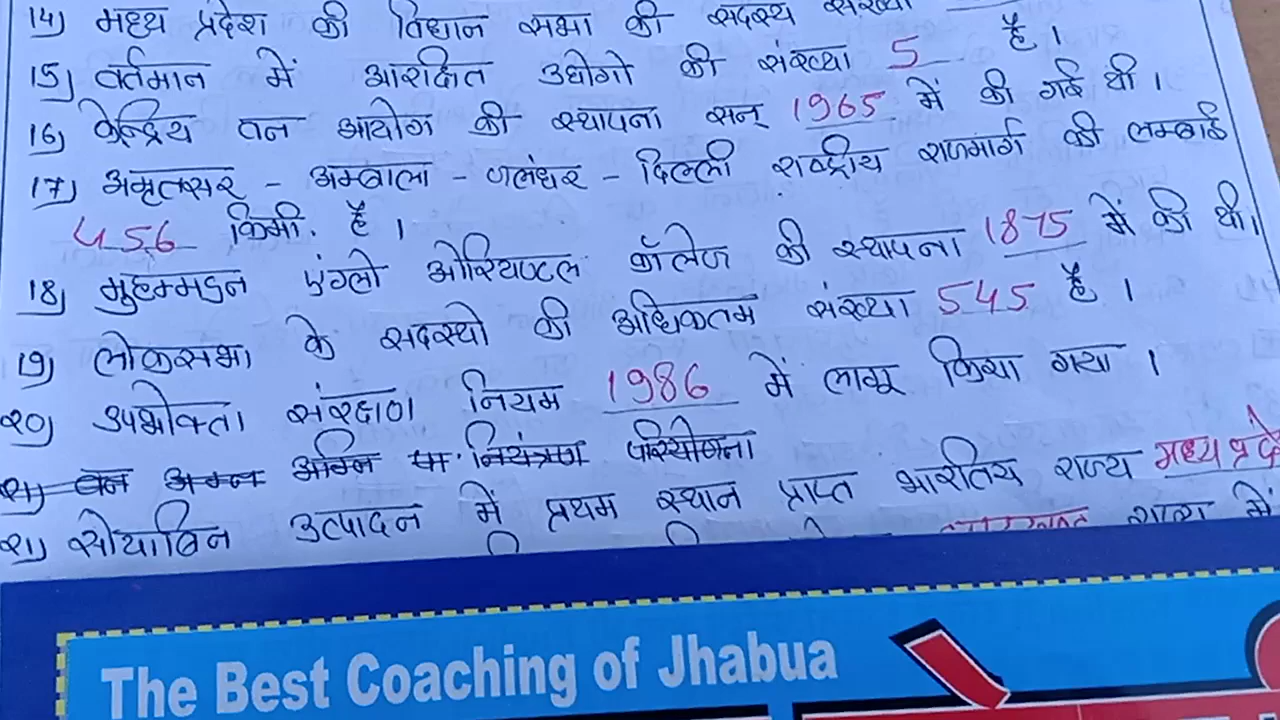 14) मध्य प्रदेश की विधान सभा की सदस्य संख्या
15) वर्तमान में आरक्षित उद्योगो की संख्या 5 है।
16) केन्द्रिय वन आयोग की स्थापना सन् 1965 में की गई थी।
17) अमृतसर - अम्बाला - जलंधर - दिल्ली राष्ट्रीय राजमार्ग की लम्बाई
456 किमी. है।
18) मुहम्मडन एंग्लो ओरियण्टल कॉलेज की स्थापना 1875 में की थी।
19) लोकसभा के सदस्यो की अधिकतम संख्या 545 है।
20) उपभोक्ता संरक्षण नियम 1986 में लागू किया गया।
21) वन अग्नि नियंत्रण परियोजना
21) सोयाबिन उत्पादन में प्रथम स्थान प्राप्त भारतिय राज्य मध्य प्रदे
राज्य में
The Best Coaching of Jhabua